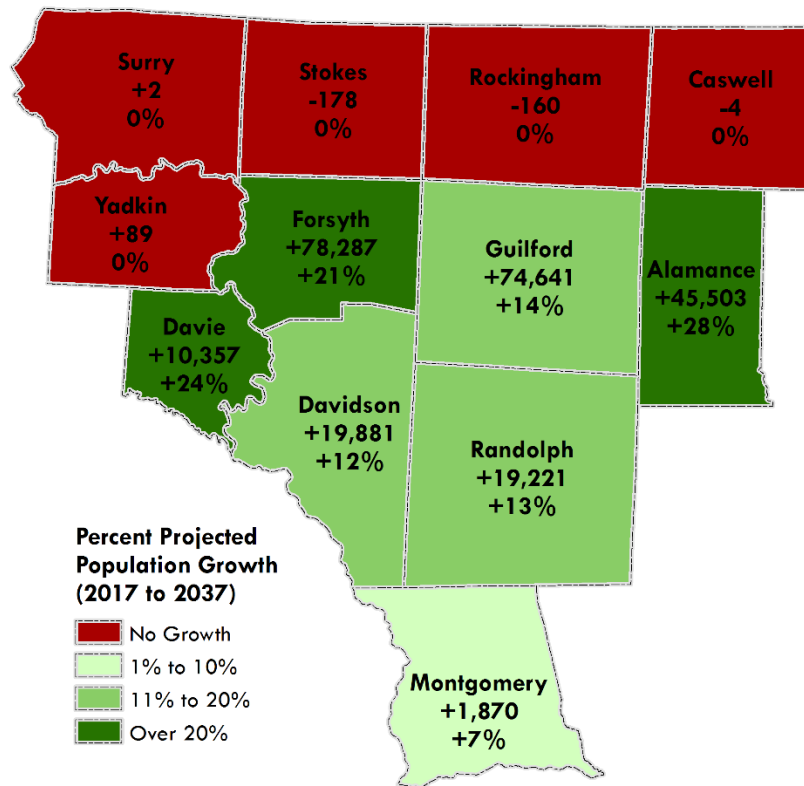 Surry
+2
0%
Stokes
-178
0%
Rockingham
-160
0%
Caswell
-4
0%
Yadkin
+89
0%
Forsyth
+78,287
+21%
Guilford
+74,641
+14%
Alamance
+45,503
+28%
Davie
+10,357
+24%
Davidson
+19,881
+12%
Randolph
+19,221
+13%
Percent Projected
Population Growth
(2017 to 2037)
No Growth
1% to 10%
11% to 20%
Over 20%
Montgomery
+1,870
+7%